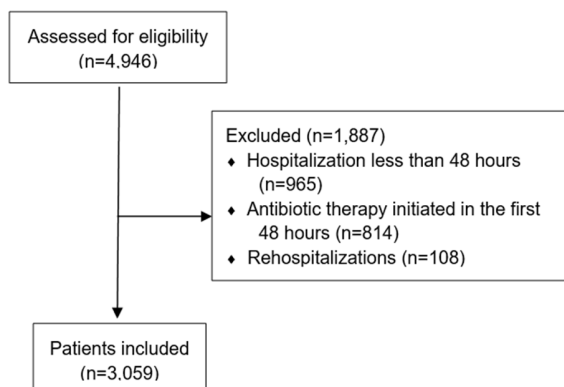 Assessed for eligibility
(n=4,946)
Excluded (n=1,887)
♦ Hospitalization less than 48 hours
(n=965)
♦ Antibiotic therapy initiated in the first
48 hours (n=814)
♦ Rehospitalizations (n=108)
Patients included
(n=3,059)